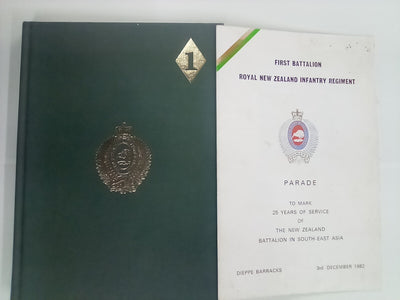 1
FIRST BATTALION
ROYAL NEW ZEALAND INFANTRY REGIMENT
PARADE
TO MARK
25 YEARS OF SERVICE
OF
THE NEW ZEALAND
BATTALION IN SOUTH-EAST ASIA
DIEPPE BARRACKS 3rd DECEMBER 1982